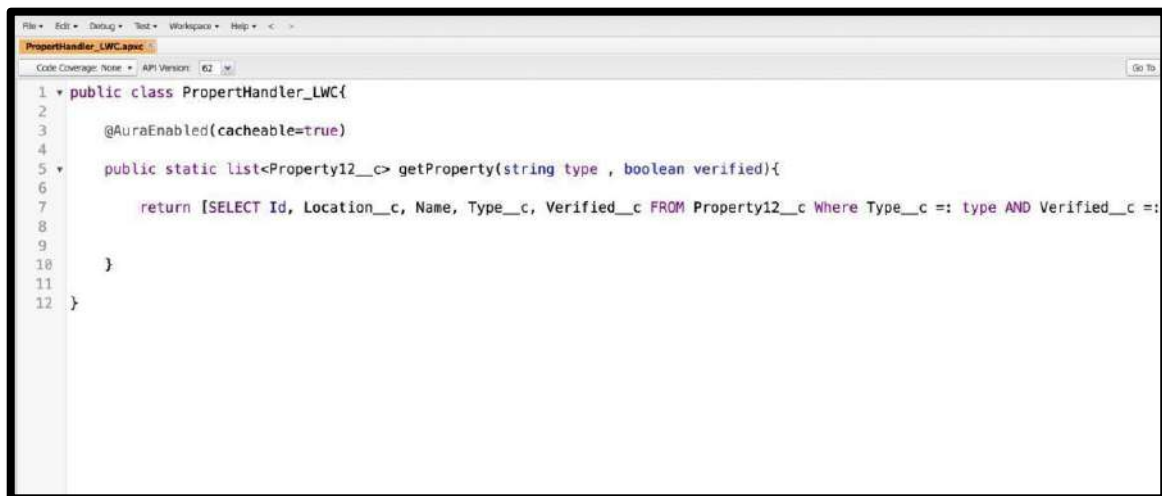 File • Edit • Debug • Test • Workspace • Help • < >
PropertHandler_LWC.apxc
Code Coverage: None • API Version: 62 Go To
1 public class PropertHandler_LWC{
2
3 @AuraEnabled(cacheable=true)
4
5 public static list<Property12__c> getProperty(string type , boolean verified){
6
7 return [SELECT Id, Location__c, Name, Type__c, Verified__c FROM Property12__c Where Type__c =: type AND Verified__c =:
8
9
10 }
11
12 }